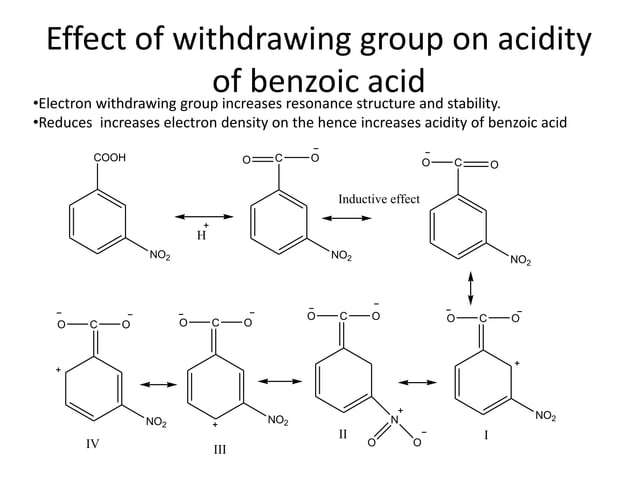 Effect of withdrawing group on acidity
of benzoic acid
•Electron withdrawing group increases resonance structure and stability.
•Reduces  increases electron density on the hence increases acidity of benzoic acid
COOH
NO2
H +
O C O −
NO2
Inductive effect
− O C O
NO2
− O C O −
+
NO2
IV
− O C O −
+
NO2
III
− O C O −
N +
O O −
II
− O C O −
+
NO2
I